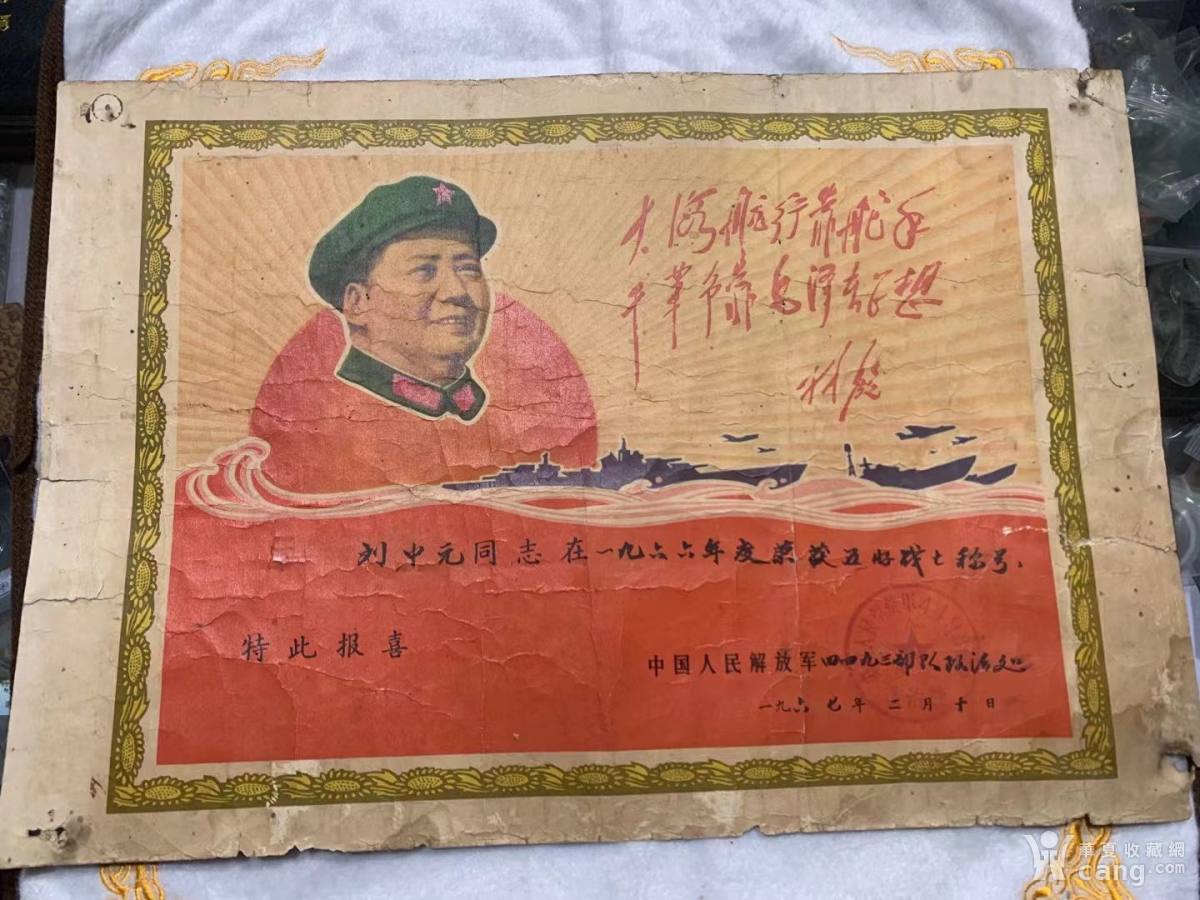 大海航行靠舵手
干革命靠毛泽东思想
林彪
刘中元同志在一九六六年度荣获五好战士称号。
特此报喜
中国人民解放军四四九三部队政治处
一九六七年二月十日
華夏收藏網
cang.com